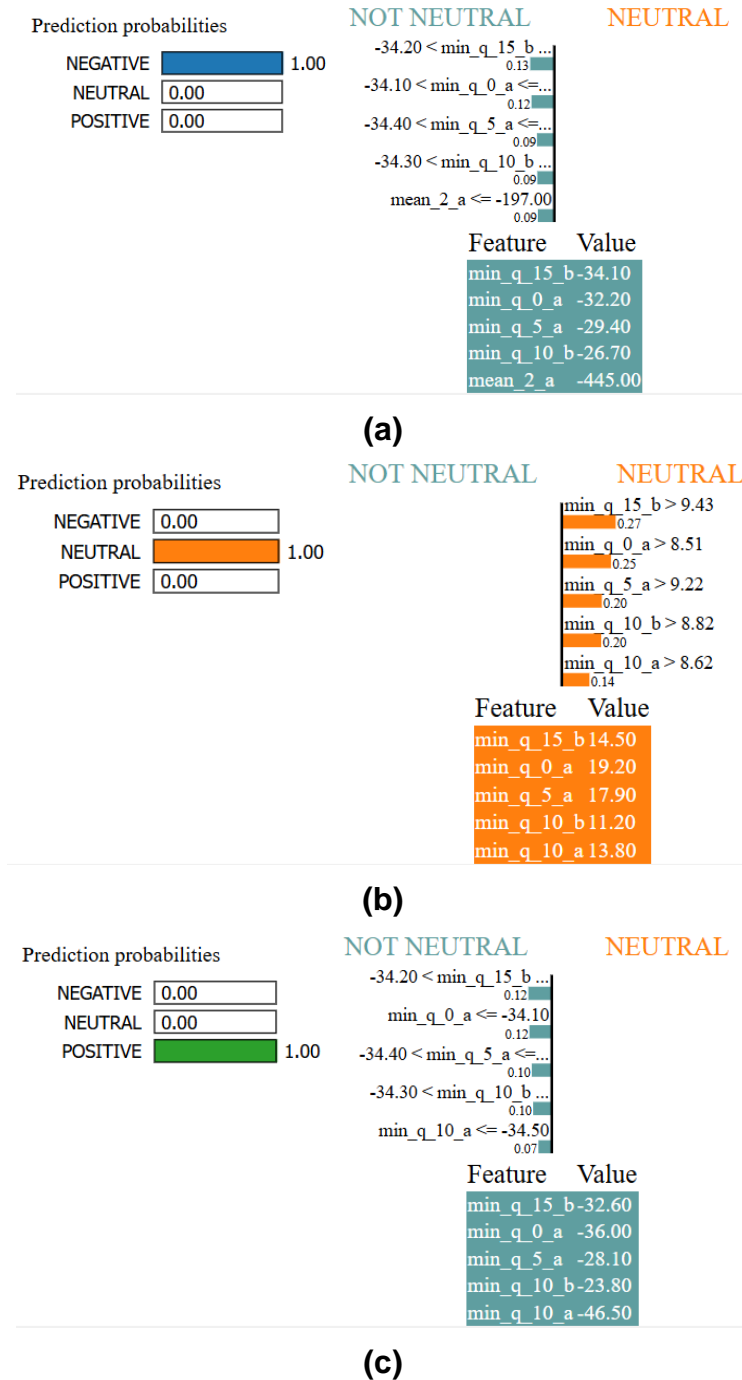 Prediction probabilities
NEGATIVE 1.00
NEUTRAL 0.00
POSITIVE 0.00
NOT NEUTRAL NEUTRAL
-34.20 < min_q_15_b ...
0.13
-34.10 < min_q_0_a <=...
0.12
-34.40 < min_q_5_a <=...
0.09
-34.30 < min_q_10_b ...
0.09
mean_2_a <= -197.00
0.09
Feature Value
min_q_15_b -34.10
min_q_0_a -32.20
min_q_5_a -29.40
min_q_10_b -26.70
mean_2_a -445.00
(a)
Prediction probabilities
NEGATIVE 0.00
NEUTRAL 1.00
POSITIVE 0.00
NOT NEUTRAL NEUTRAL
min_q_15_b > 9.43
0.27
min_q_0_a > 8.51
0.25
min_q_5_a > 9.22
0.20
min_q_10_b > 8.82
0.20
min_q_10_a > 8.62
0.14
Feature Value
min_q_15_b 14.50
min_q_0_a 19.20
min_q_5_a 17.90
min_q_10_b 11.20
min_q_10_a 13.80
(b)
Prediction probabilities
NEGATIVE 0.00
NEUTRAL 0.00
POSITIVE 1.00
NOT NEUTRAL NEUTRAL
-34.20 < min_q_15_b ...
0.12
min_q_0_a <= -34.10
0.12
-34.40 < min_q_5_a <=...
0.10
-34.30 < min_q_10_b ...
0.10
min_q_10_a <= -34.50
0.07
Feature Value
min_q_15_b -32.60
min_q_0_a -36.00
min_q_5_a -28.10
min_q_10_b -23.80
min_q_10_a -46.50
(c)